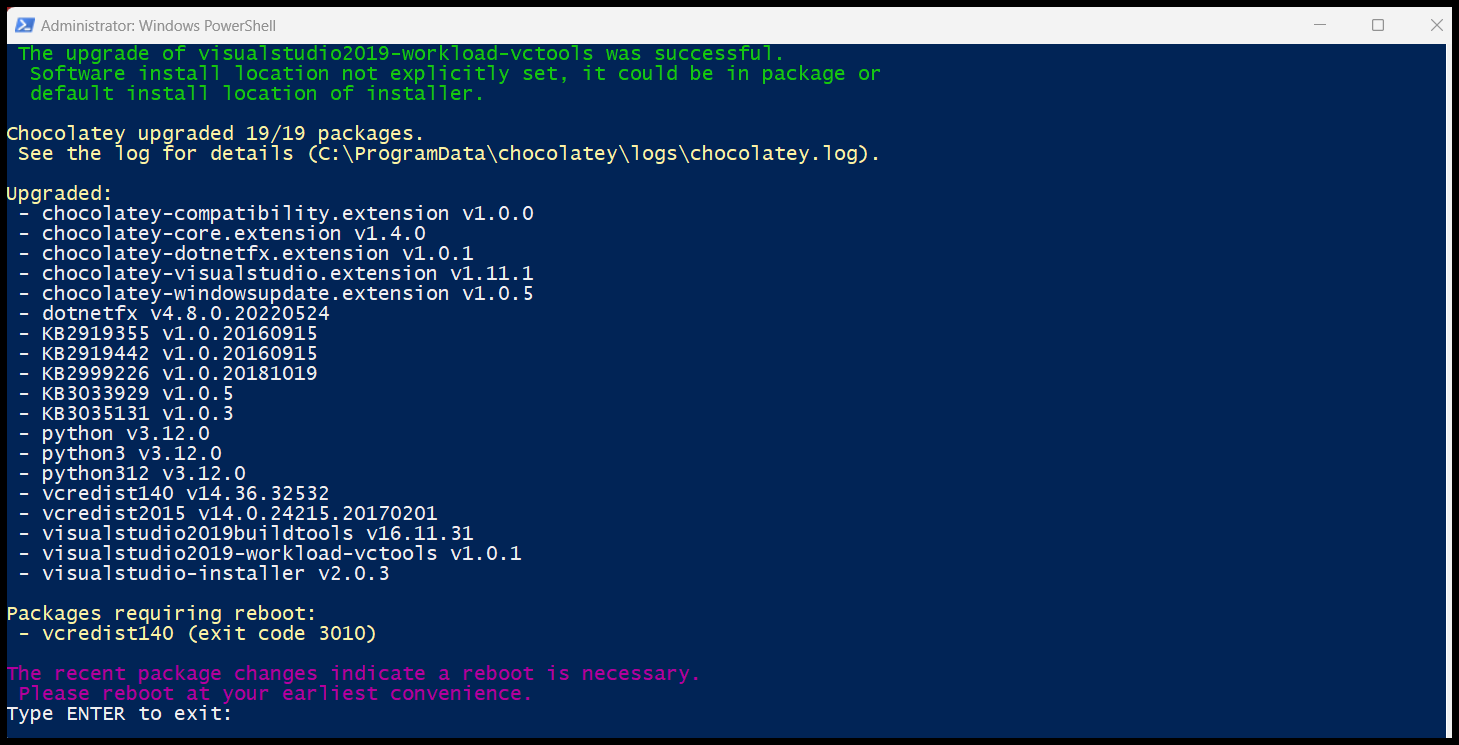 Administrator: Windows PowerShell
The upgrade of visualstudio2019-workload-vctools was successful.
Software install location not explicitly set, it could be in package or
default install location of installer.
Chocolatey upgraded 19/19 packages.
See the log for details (C:\ProgramData\chocolatey\logs\chocolatey.log).
Upgraded:
- chocolatey-compatibility.extension v1.0.0
- chocolatey-core.extension v1.4.0
- chocolatey-dotnetfx.extension v1.0.1
- chocolatey-visualstudio.extension v1.11.1
- chocolatey-windowsupdate.extension v1.0.5
- dotnetfx v4.8.0.20220524
- KB2919355 v1.0.20160915
- KB2919442 v1.0.20160915
- KB2999226 v1.0.20181019
- KB3033929 v1.0.5
- KB3035131 v1.0.3
- python v3.12.0
- python3 v3.12.0
- python312 v3.12.0
- vcredist140 v14.36.32532
- vcredist2015 v14.0.24215.20170201
- visualstudio2019buildtools v16.11.31
- visualstudio2019-workload-vctools v1.0.1
- visualstudio-installer v2.0.3
Packages requiring reboot:
- vcredist140 (exit code 3010)
The recent package changes indicate a reboot is necessary.
Please reboot at your earliest convenience.
Type ENTER to exit: